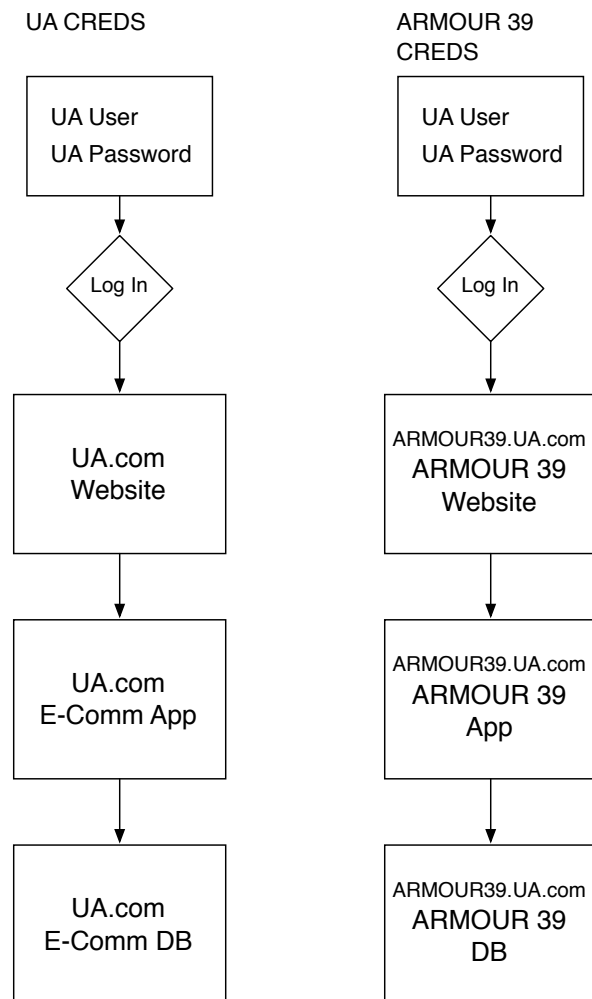 UA CREDS
UA User
UA Password
Log In
UA.com
Website
UA.com
E-Comm App
UA.com
E-Comm DB
ARMOUR 39
CREDS
UA User
UA Password
Log In
ARMOUR39.UA.com
ARMOUR 39
Website
ARMOUR39.UA.com
ARMOUR 39
App
ARMOUR39.UA.com
ARMOUR 39
DB